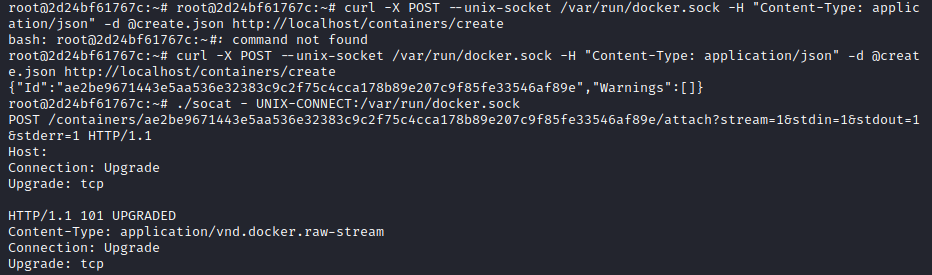 root@2d24bf61767c:~# root@2d24bf61767c:~# curl -X POST --unix-socket /var/run/docker.sock -H "Content-Type: applic
ation/json" -d @create.json http://localhost/containers/create
bash: root@2d24bf61767c:~#: command not found
root@2d24bf61767c:~# curl -X POST --unix-socket /var/run/docker.sock -H "Content-Type: application/json" -d @creat
e.json http://localhost/containers/create
{"Id":"ae2be9671443e5aa536e32383c9c2f75c4cca178b89e207c9f85fe33546af89e","Warnings":[]}
root@2d24bf61767c:~# ./socat - UNIX-CONNECT:/var/run/docker.sock
POST /containers/ae2be9671443e5aa536e32383c9c2f75c4cca178b89e207c9f85fe33546af89e/attach?stream=1&stdin=1&stdout=1
&stderr=1 HTTP/1.1
Host:
Connection: Upgrade
Upgrade: tcp

HTTP/1.1 101 UPGRADED
Content-Type: application/vnd.docker.raw-stream
Connection: Upgrade
Upgrade: tcp